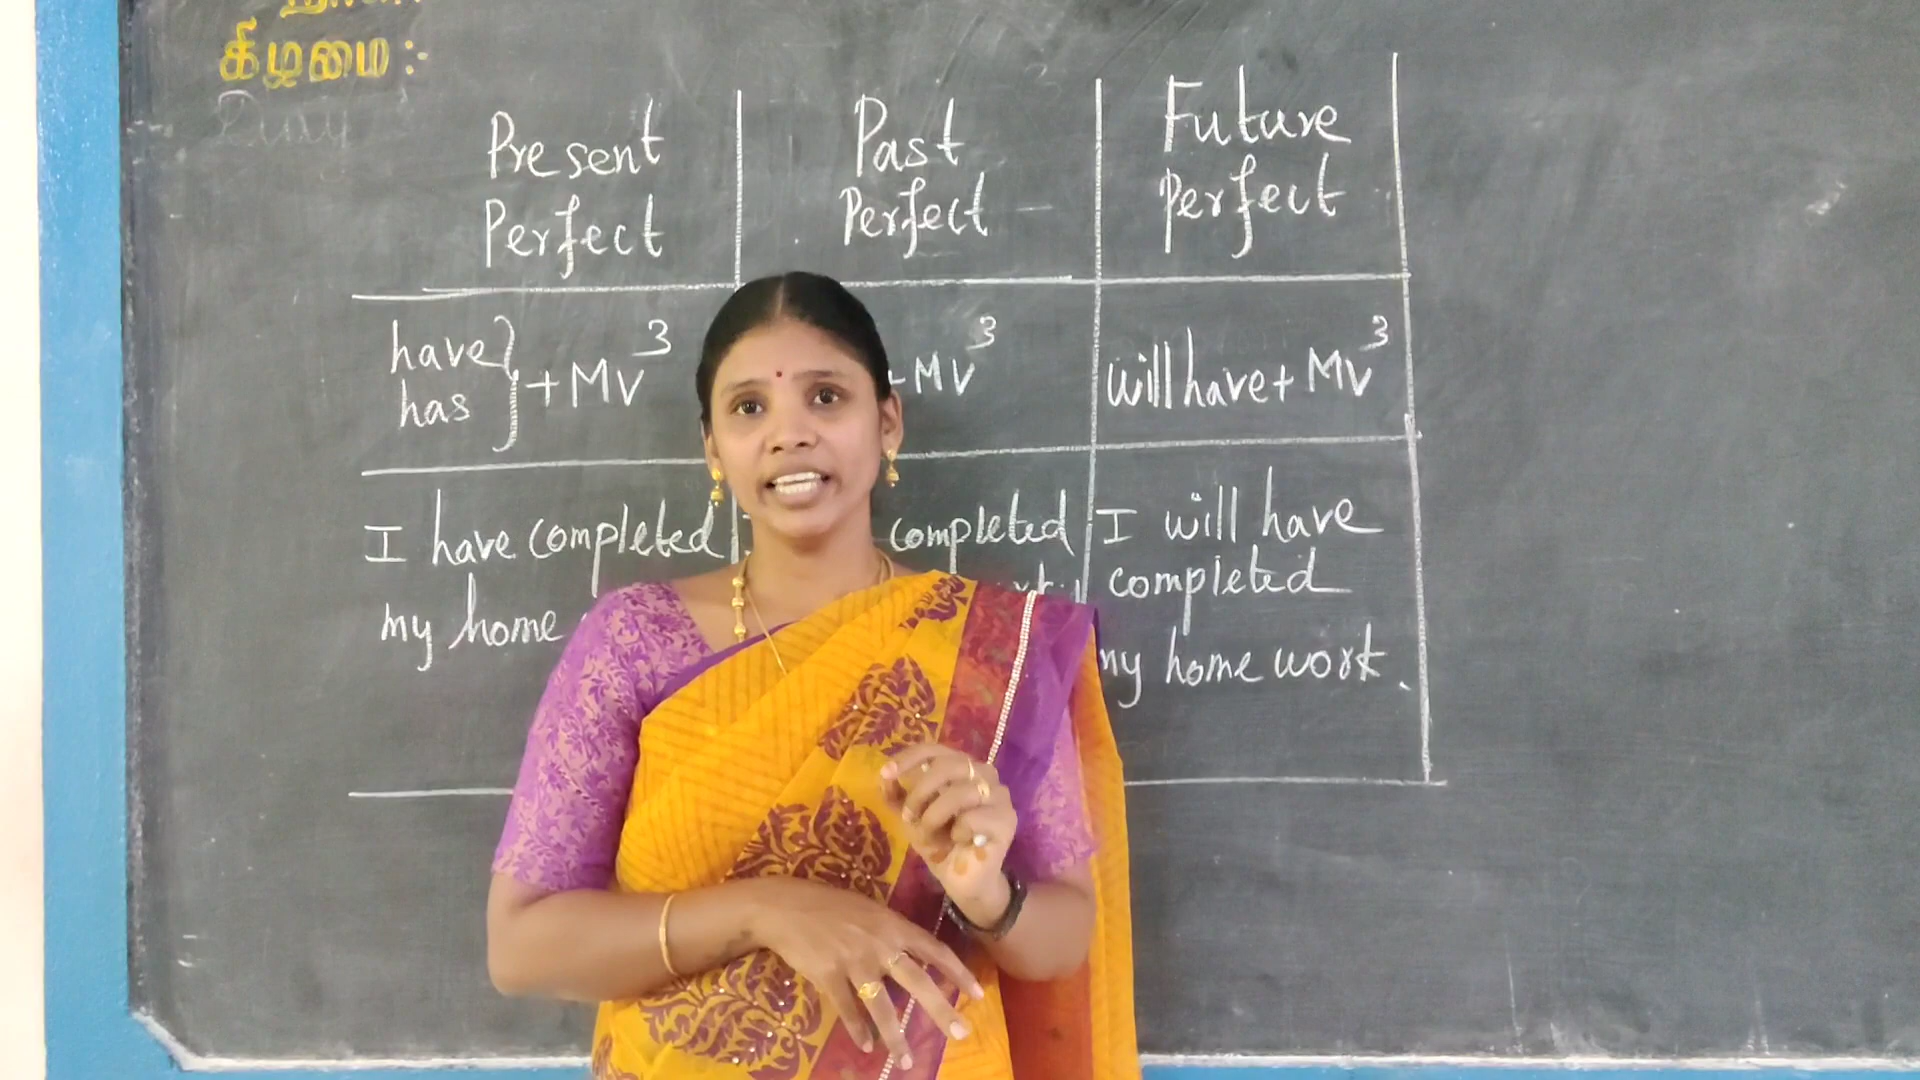 கிழமை :-
Present
Perfect
Past
Perfect
Future
Perfect
have
has } + MV³
MV³
will have + MV³
I have completed
my home
completed
I will have
completed
my home work.